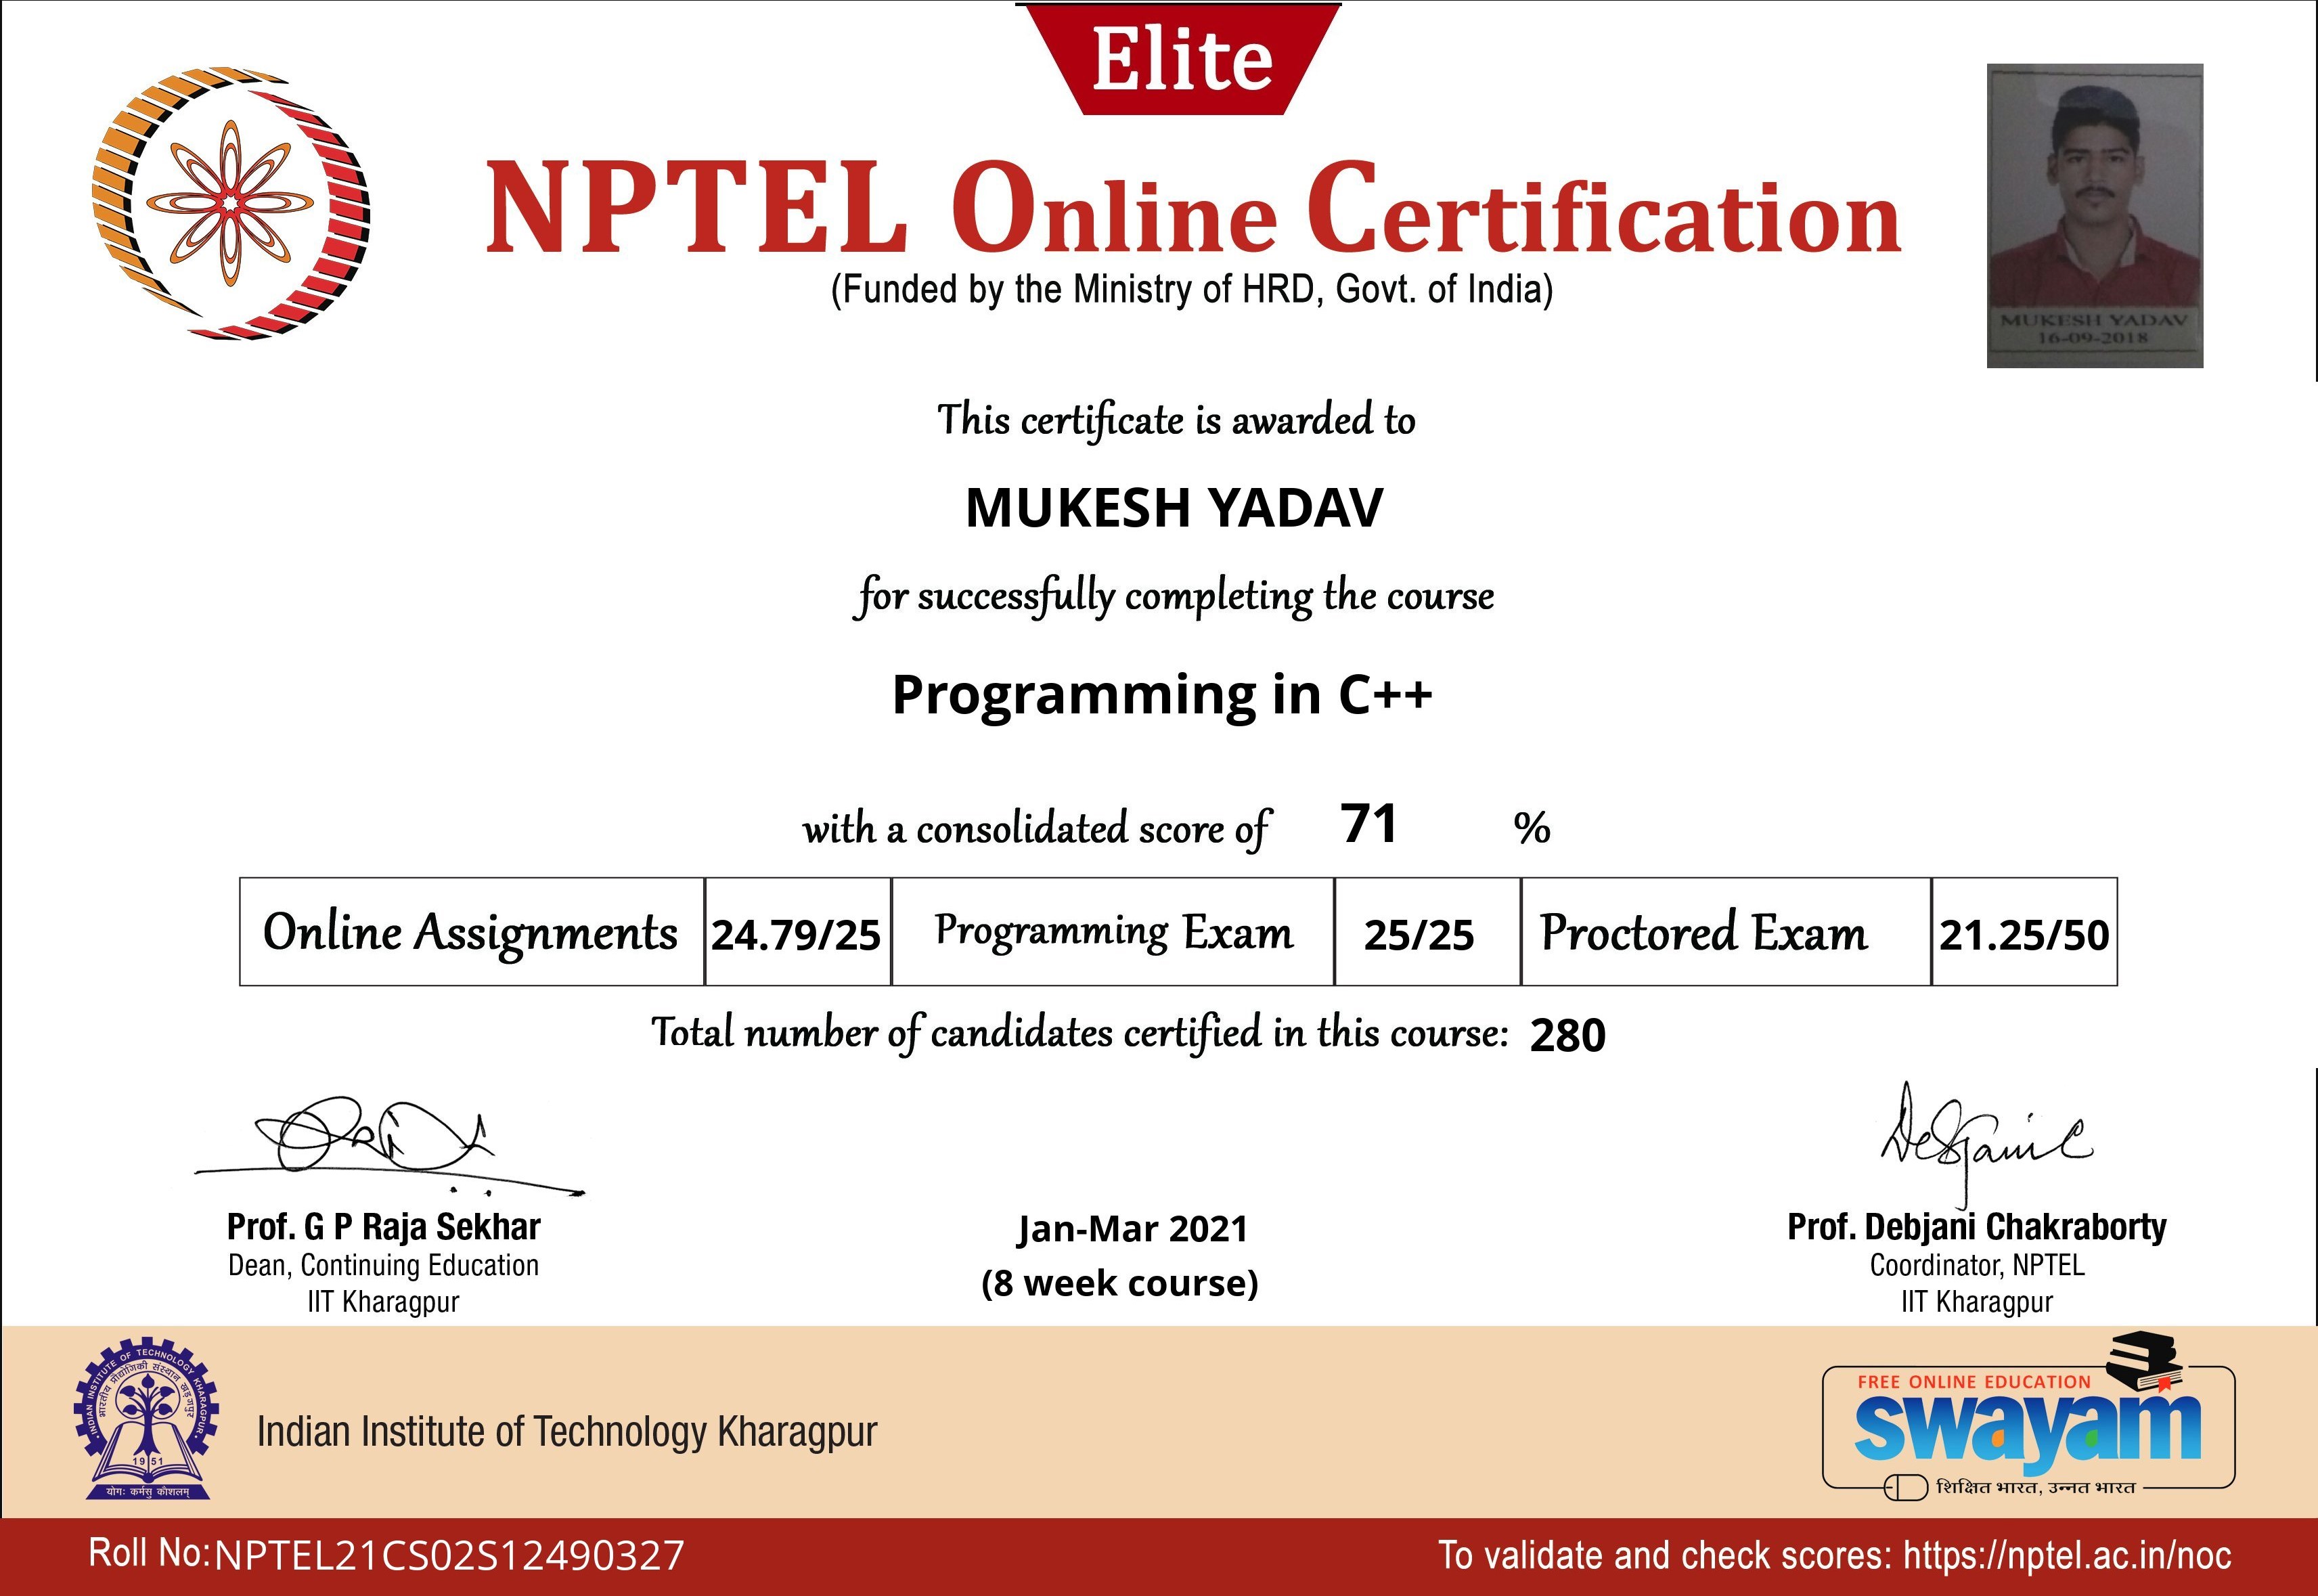 Elite
NPTEL Online Certification
(Funded by the Ministry of HRD, Govt. of India)
MUKESH YADAV
16-09-2018
This certificate is awarded to
MUKESH YADAV
for successfully completing the course
Programming in C++
with a consolidated score of 71 %
Online Assignments 24.79/25 Programming Exam 25/25 Proctored Exam 21.25/50
Total number of candidates certified in this course: 280
Debjani C
Prof. G P Raja Sekhar
Dean, Continuing Education
IIT Kharagpur
Jan-Mar 2021
(8 week course)
Prof. Debjani Chakraborty
Coordinator, NPTEL
IIT Kharagpur
INDIAN INSTITUTE OF TECHNOLOGY KHARAGPUR
भारतीय प्रौद्योगिकी संस्थान खड़गपुर
1951
योगः कर्मसु कौशलम्
Indian Institute of Technology Kharagpur
FREE ONLINE EDUCATION
swayam
शिक्षित भारत, उन्नत भारत
Roll No:NPTEL21CS02S12490327
To validate and check scores: https://nptel.ac.in/noc